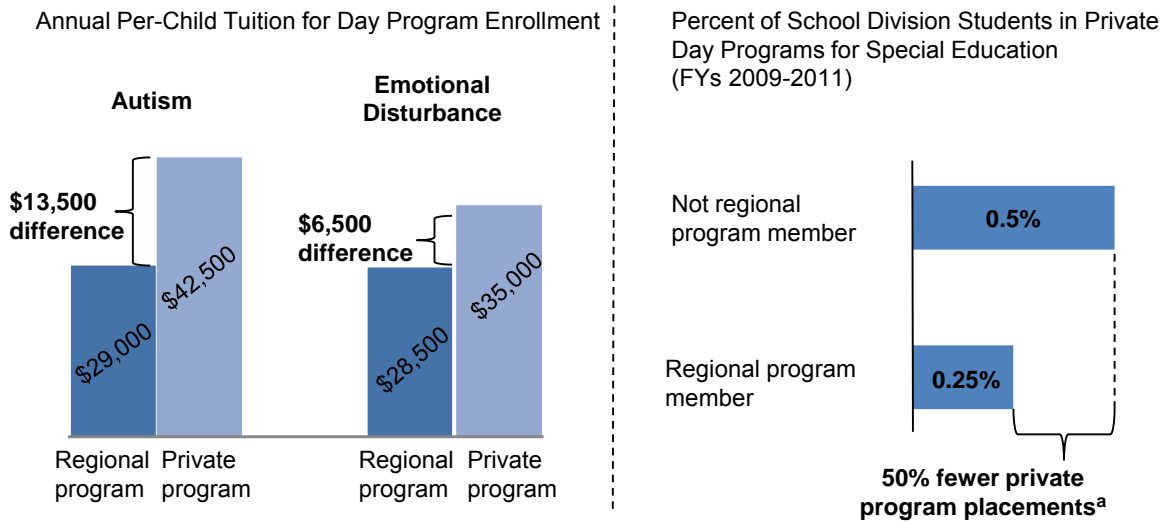 Annual Per-Child Tuition for Day Program Enrollment
Autism
Emotional
Disturbance
$13,500
difference
$6,500
difference
$29,000
$42,500
$28,500
$35,000
Regional
program
Private
program
Regional
program
Private
program
Percent of School Division Students in Private
Day Programs for Special Education
(FYs 2009-2011)
Not regional
program member
0.5%
Regional program
member
0.25%
50% fewer private
program placementsᵃ